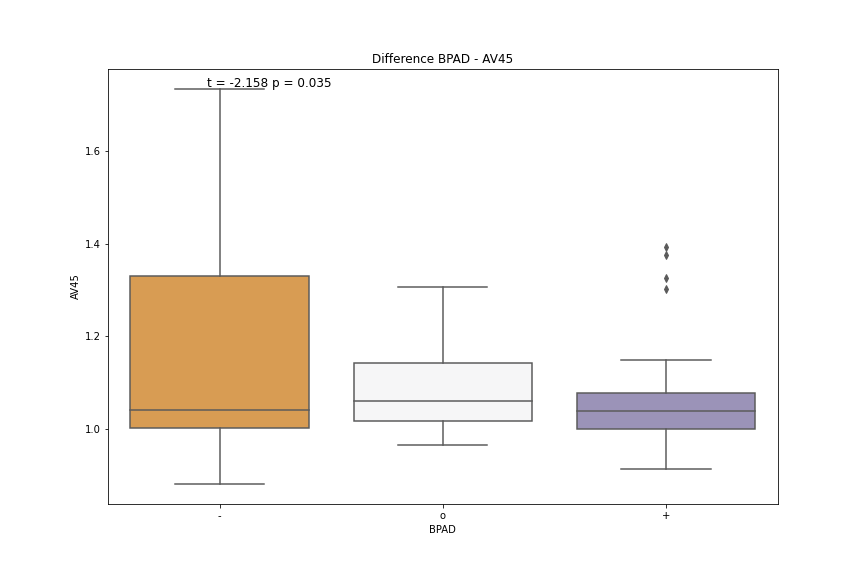 Difference BPAD - AV45
t = -2.158 p = 0.035
1.6
1.4
1.2
1.0
AV45
-
o
+
BPAD